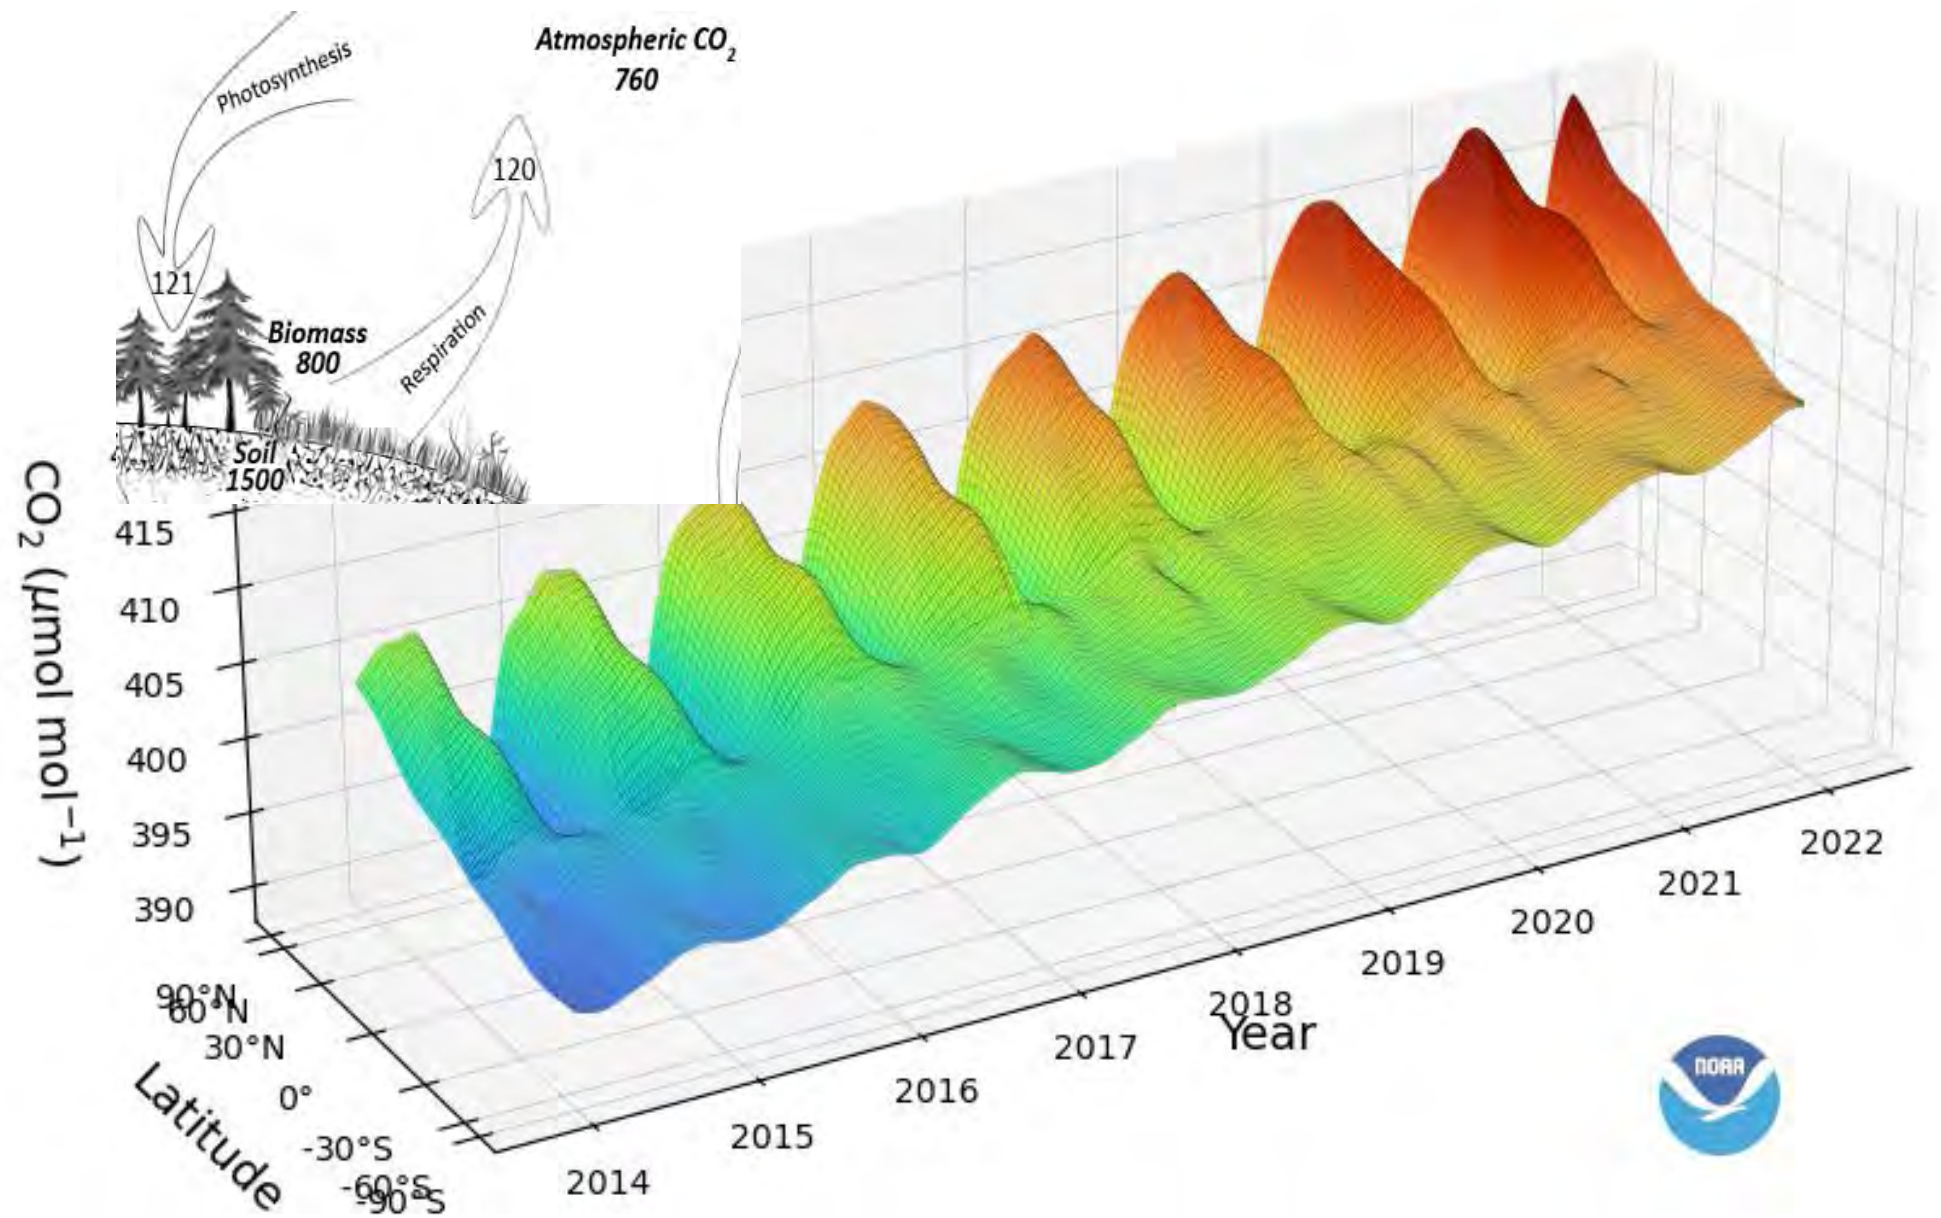 Photosynthesis
Atmospheric CO₂
760
120
121
Biomass
800
Respiration
Soil
1500
CO₂ (μmol mol⁻¹)
415
410
405
400
395
390
90°N
60°N
30°N
0°
-30°S
-60°S
-90°S
Latitude
2014
2015
2016
2017
2018
2019
2020
2021
2022
Year
NOAA